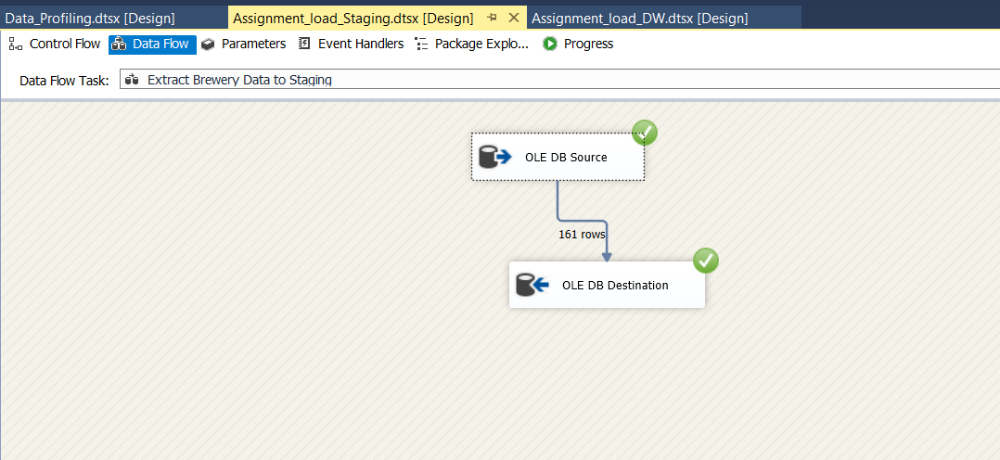 Data_Profiling.dtsx [Design] Assignment_load_Staging.dtsx [Design] Assignment_load_DW.dtsx [Design]
Control Flow Data Flow Parameters Event Handlers Package Explo... Progress
Data Flow Task: Extract Brewery Data to Staging
OLE DB Source
161 rows
OLE DB Destination